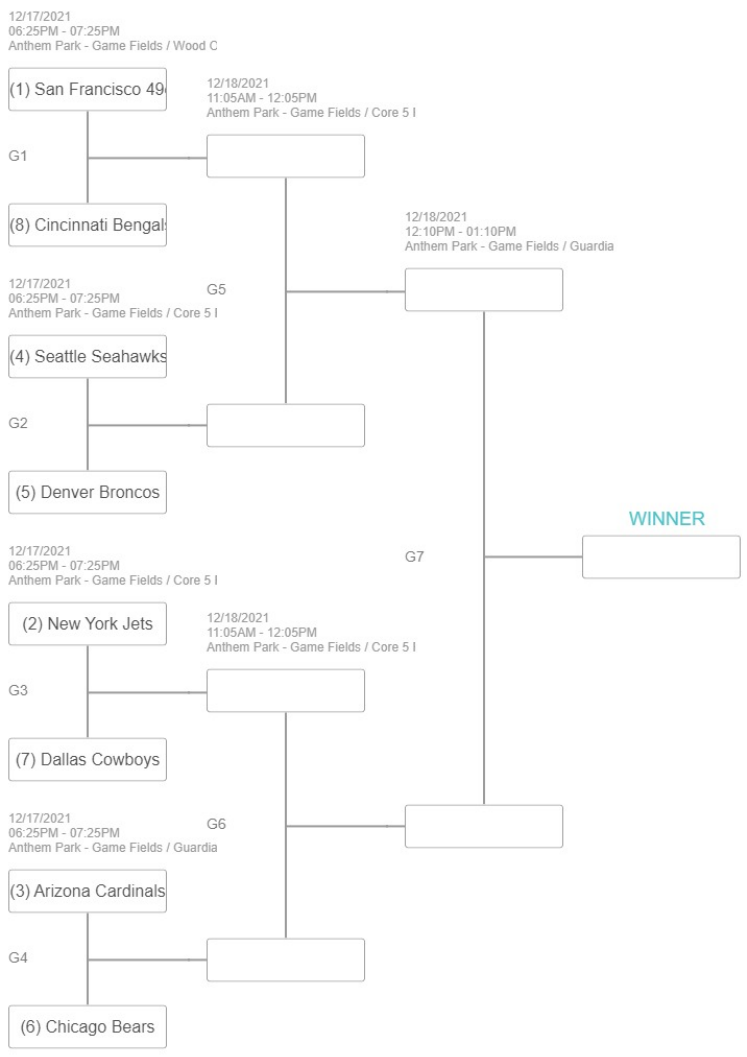 12/17/2021
06:25PM - 07:25PM
Anthem Park - Game Fields / Wood C
(1) San Francisco 49
G1
(8) Cincinnati Bengals
12/17/2021
06:25PM - 07:25PM
Anthem Park - Game Fields / Core 5 I
(4) Seattle Seahawks
G2
(5) Denver Broncos
12/17/2021
06:25PM - 07:25PM
Anthem Park - Game Fields / Core 5 I
(2) New York Jets
G3
(7) Dallas Cowboys
12/17/2021
06:25PM - 07:25PM
Anthem Park - Game Fields / Guardia
(3) Arizona Cardinals
G4
(6) Chicago Bears
12/18/2021
11:05AM - 12:05PM
Anthem Park - Game Fields / Core 5 I
G5
12/18/2021
11:05AM - 12:05PM
Anthem Park - Game Fields / Core 5 I
G6
12/18/2021
12:10PM - 01:10PM
Anthem Park - Game Fields / Guardia
G7
WINNER